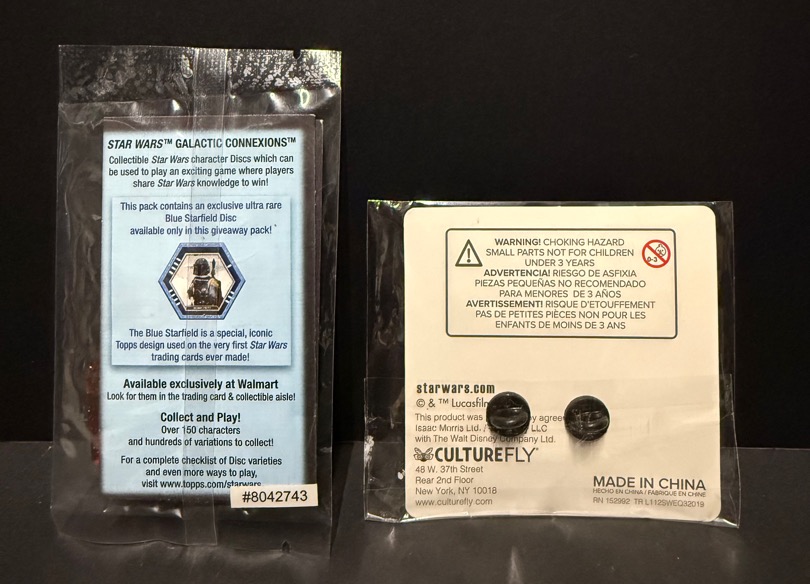 STAR WARS™ GALACTIC CONNEXIONS™
Collectible Star Wars character Discs which can
be used to play an exciting game where players
share Star Wars knowledge to win!
This pack contains an exclusive ultra rare
Blue Starfield Disc
available only in this giveaway pack!
The Blue Starfield is a special, iconic
Topps design used on the very first Star Wars
trading cards ever made!
Available exclusively at Walmart
Look for them in the trading card & collectible aisle!
Collect and Play!
Over 150 characters
and hundreds of variations to collect!
For a complete checklist of Disc varieties
and even more ways to play,
visit www.topps.com/starwars
#8042743
WARNING! CHOKING HAZARD
SMALL PARTS NOT FOR CHILDREN
UNDER 3 YEARS
ADVERTENCIA! RIESGO DE ASFIXIA
PIEZAS PEQUEÑAS NO RECOMENDADO
PARA MENORES DE 3 AÑOS
AVERTISSEMENT! RISQUE D'ETOUFFEMENT
PAS DE PETITES PIÈCES NON POUR LES
ENFANTS DE MOINS DE 3 ANS
0-3
starwars.com
© & ™ Lucasfilm
This product was agree
Isaac Morris Ltd. / LLC
with The Walt Disney Company Ltd.
CULTUREFLY
48 W. 37th Street
Rear 2nd Floor
New York, NY 10018
www.culturefly.com
MADE IN CHINA
HECHO EN CHINA / FABRIQUE EN CHINE
RN 152992 TR L112SWEQ32019